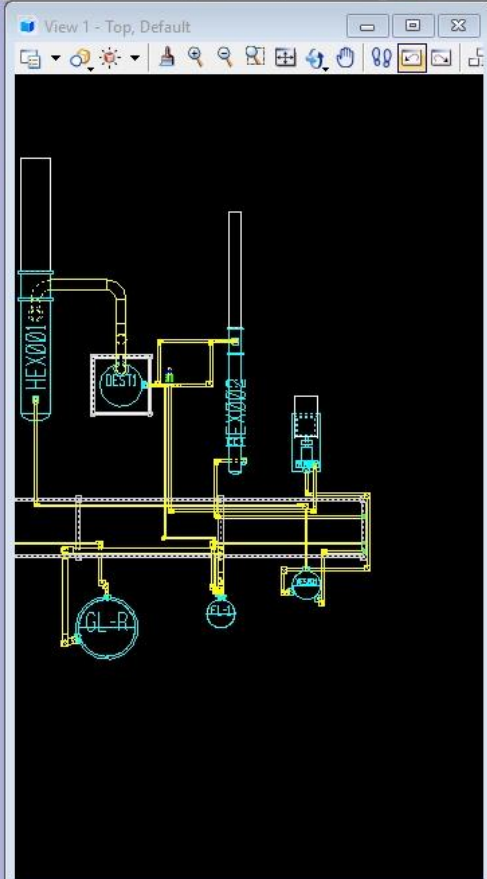 View 1 - Top, Default
HEX001
DEST1
HEX002
GL-R
FL-1